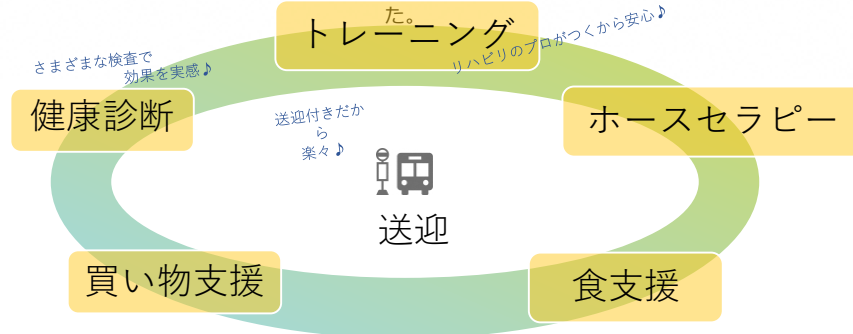 た。
トレーニング
リハビリのプロがつくから安心♪
さまざまな検査で
効果を実感♪
健康診断
送迎付きだか
ら
楽々♪
ホースセラピー
送迎
買い物支援
食支援